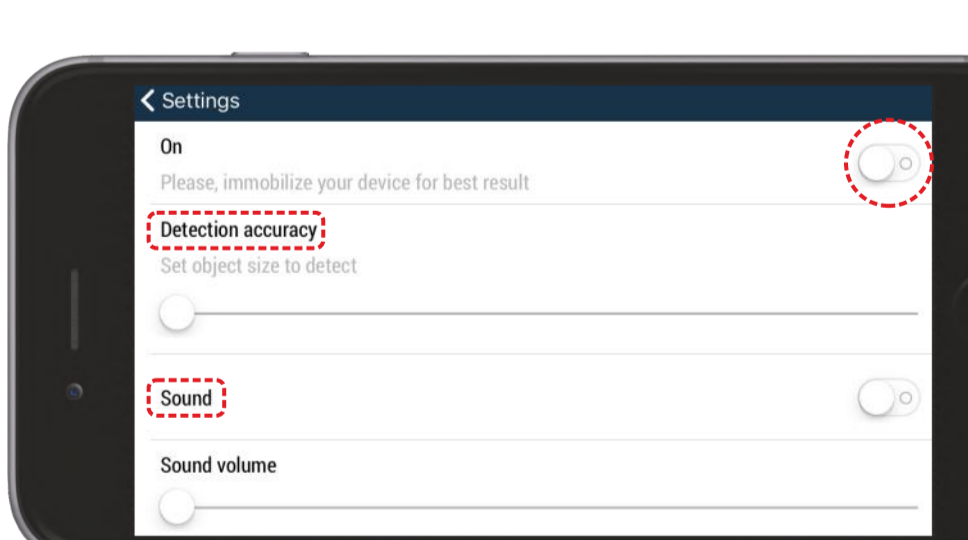 Settings
On
Please, immobilize your device for best result
Detection accuracy
Set object size to detect
Sound
Sound volume